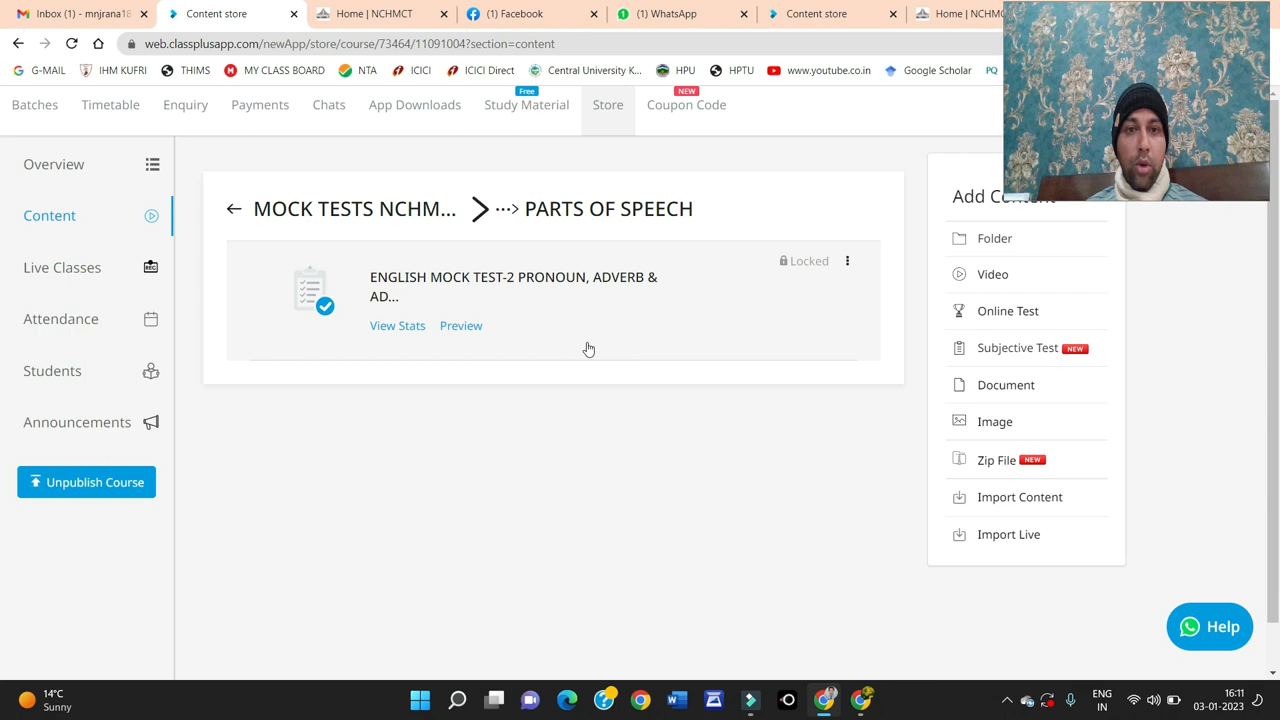 Inbox (1) - mnjrana18
Content store
Home | NCHMCT
(1) Facebook
(1) WhatsApp
Content store
Home | NCHMC
web.classplusapp.com/newApp/store/course/73464/11091004?section=content
G-MAIL
IHM KUFRI
THIMS
MY CLASS BOARD
NTA
ICICI
ICICI Direct
Central University K...
HPU
HPTU
www.youtube.co.in
Google Scholar
PQ
Free
NEW
Batches
Timetable
Enquiry
Payments
Chats
App Downloads
Study Material
Store
Coupon Code
Overview
Content
Live Classes
REC
Attendance
Students
Announcements
Unpublish Course
MOCK TESTS NCHM... > ···> PARTS OF SPEECH
Locked
ENGLISH MOCK TEST-2 PRONOUN, ADVERB &
AD...
View Stats
Preview
Add Content
Folder
Video
Online Test
Subjective Test NEW
Document
Image
Zip File NEW
Import Content
Import Live
Help
14°C
Sunny
ENG
IN
16:11
03-01-2023